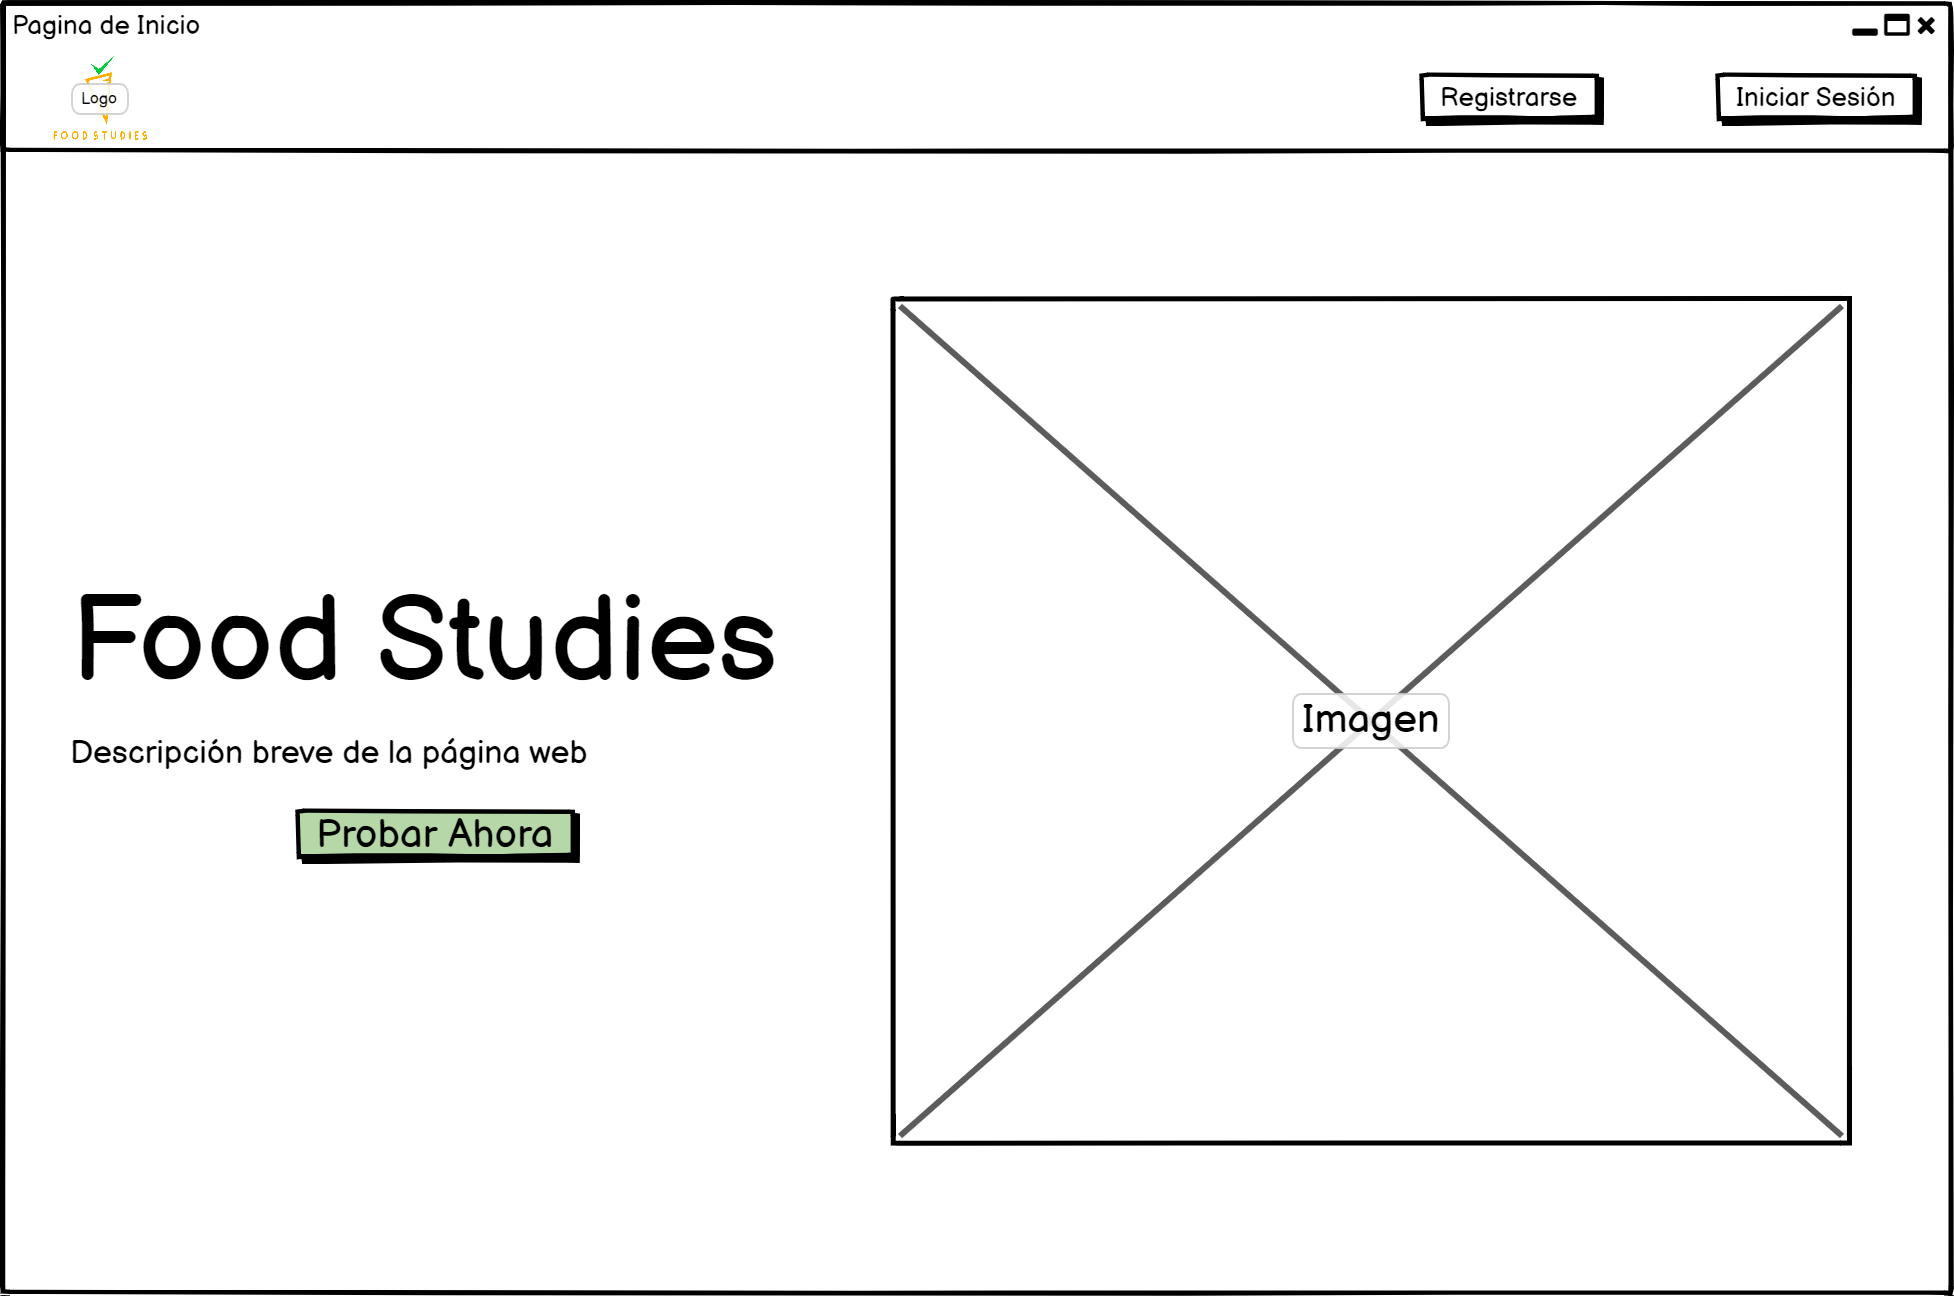 Pagina de Inicio
Logo
FOOD STUDIES
Registrarse
Iniciar Sesión
Food Studies
Descripción breve de la página web
Probar Ahora
Imagen